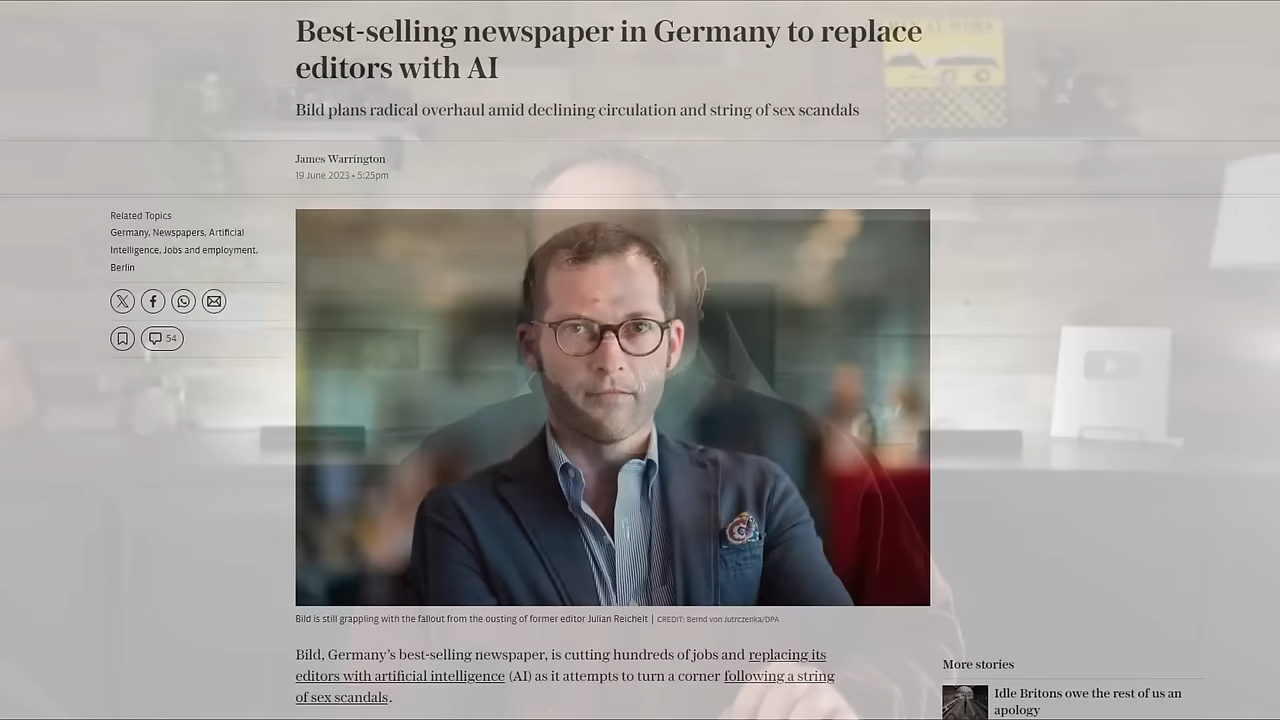 Best-selling newspaper in Germany to replace
editors with AI
Bild plans radical overhaul amid declining circulation and string of sex scandals
James Warrington
19 June 2023 • 5:25pm
Related Topics
Germany, Newspapers, Artificial
Intelligence, Jobs and employment,
Berlin
54
Bild is still grappling with the fallout from the ousting of former editor Julian Reichelt | CREDIT: Bernd von Jutrczenka/DPA
Bild, Germany’s best-selling newspaper, is cutting hundreds of jobs and replacing its
editors with artificial intelligence (AI) as it attempts to turn a corner following a string
of sex scandals.
More stories
Idle Britons owe the rest of us an
apology